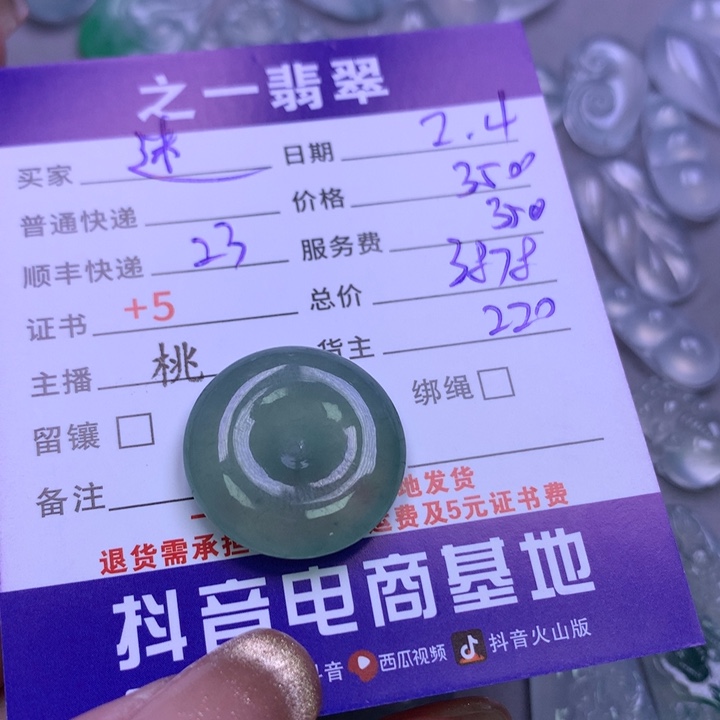 之一翡翠
买家 球 日期 2.4
普通快递 价格 3500
顺丰快递 23 服务费 350
证书 +5 总价 3878
主播 桃 货主 220
留镶 绑绳
备注
地发货
退货需承担 费及5元证书费
抖音电商基地
抖音 西瓜视频 抖音火山版